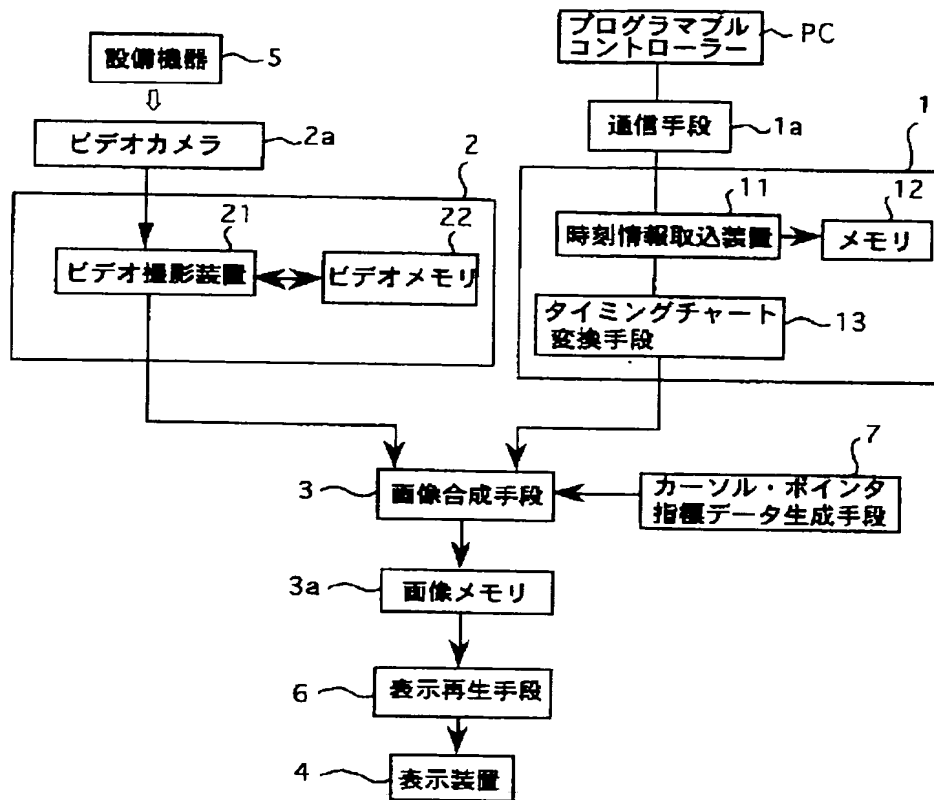 プログラマブル
コントローラー
PC
設備機器
5
通信手段
1a
1
ビデオカメラ
2a
2
21
22
ビデオ撮影装置
ビデオメモリ
11
12
時刻情報取込装置
メモリ
タイミングチャート
変換手段
13
3
画像合成手段
7
カーソル・ポインタ
指標データ生成手段
3a
画像メモリ
6
表示再生手段
4
表示装置